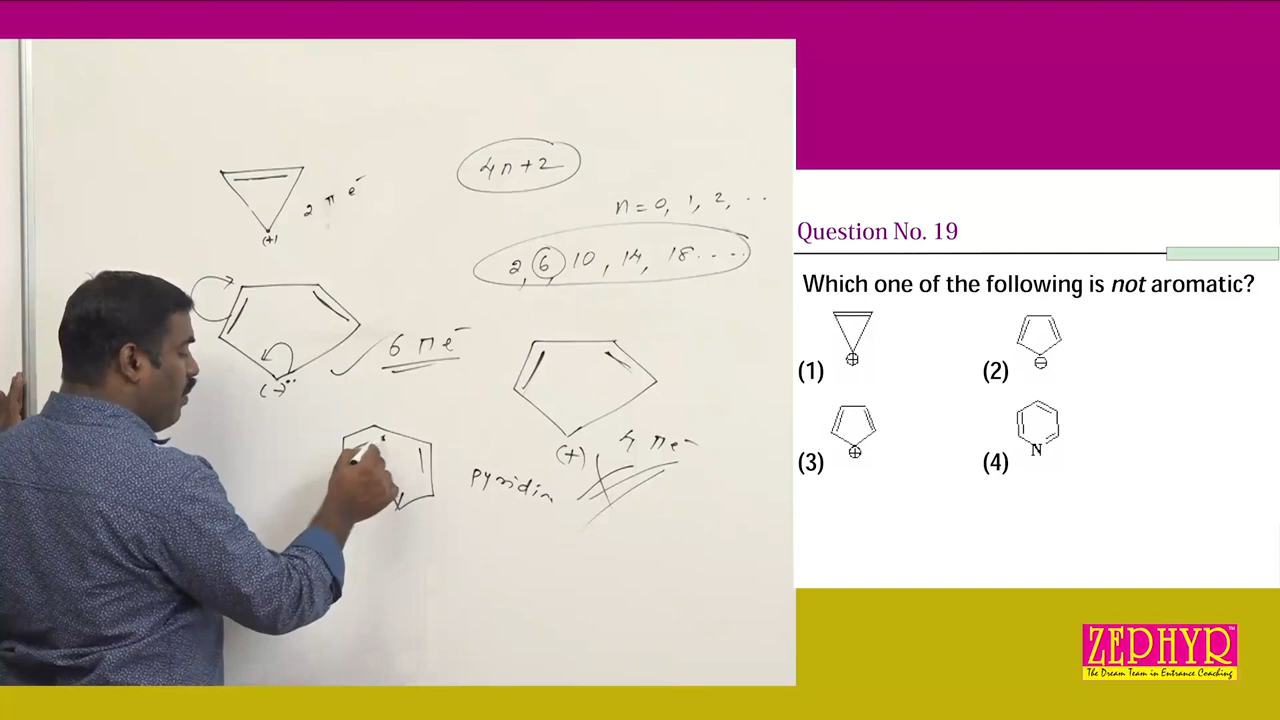 4n+2
n=0, 1, 2, ..
2, 6, 10, 14, 18....
2 π e⁻
(+)
6 π e⁻
(-)
(+)
4 π e⁻
pyridin
Question No. 19
Which one of the following is not aromatic?
(1) ⊕
(2) ⊖
(3) ⊕
(4) N
ZEPHYR™
The Dream Team in Entrance Coaching